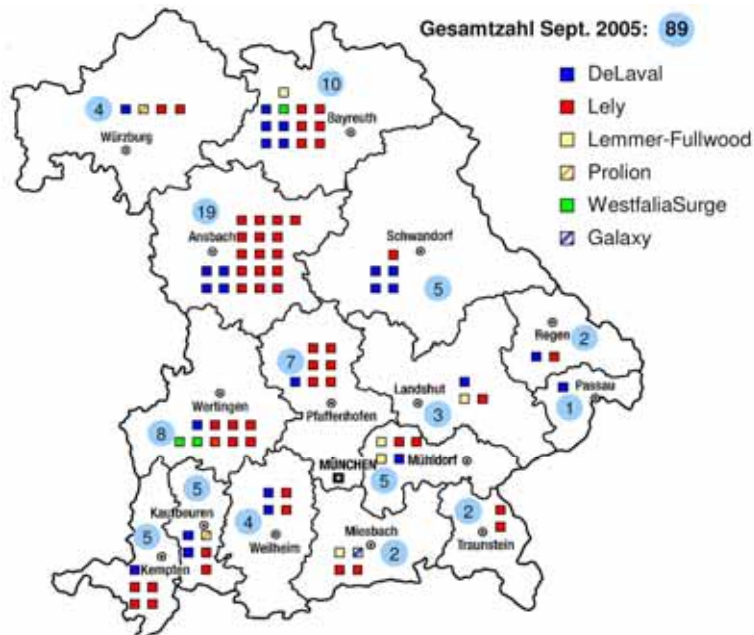 Gesamtzahl Sept. 2005: 89
DeLaval
Lely
Lemmer-Fullwood
Prolion
WestfaliaSurge
Galaxy
10
4
Bayreuth
Würzburg
19
Ansbach
Schwandorf
5
Regen
2
7
Landshut
Passau
Wertingen
Pfaffenhofen
3
1
8
MÜNCHEN
Mühldorf
5
5
Kaufbeuren
2
5
4
Miesbach
Traunstein
Weilheim
2
Kempten